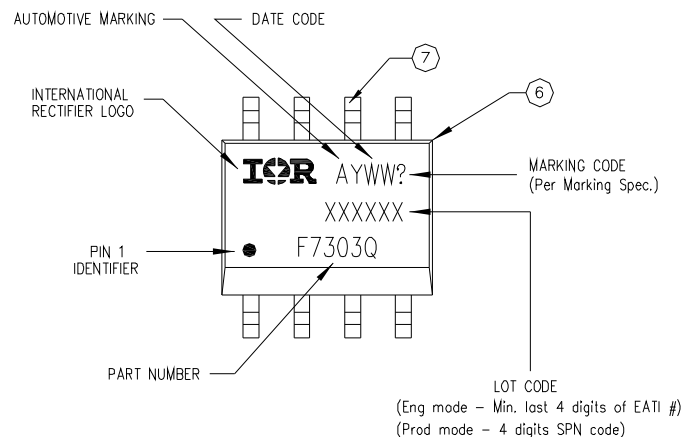 AUTOMOTIVE MARKING
DATE CODE
7
INTERNATIONAL
RECTIFIER LOGO
6
IOR AYWW?
MARKING CODE
(Per Marking Spec.)
XXXXXX
PIN 1
IDENTIFIER
F7303Q
PART NUMBER
LOT CODE
(Eng mode – Min. last 4 digits of EATI #)
(Prod mode – 4 digits SPN code)